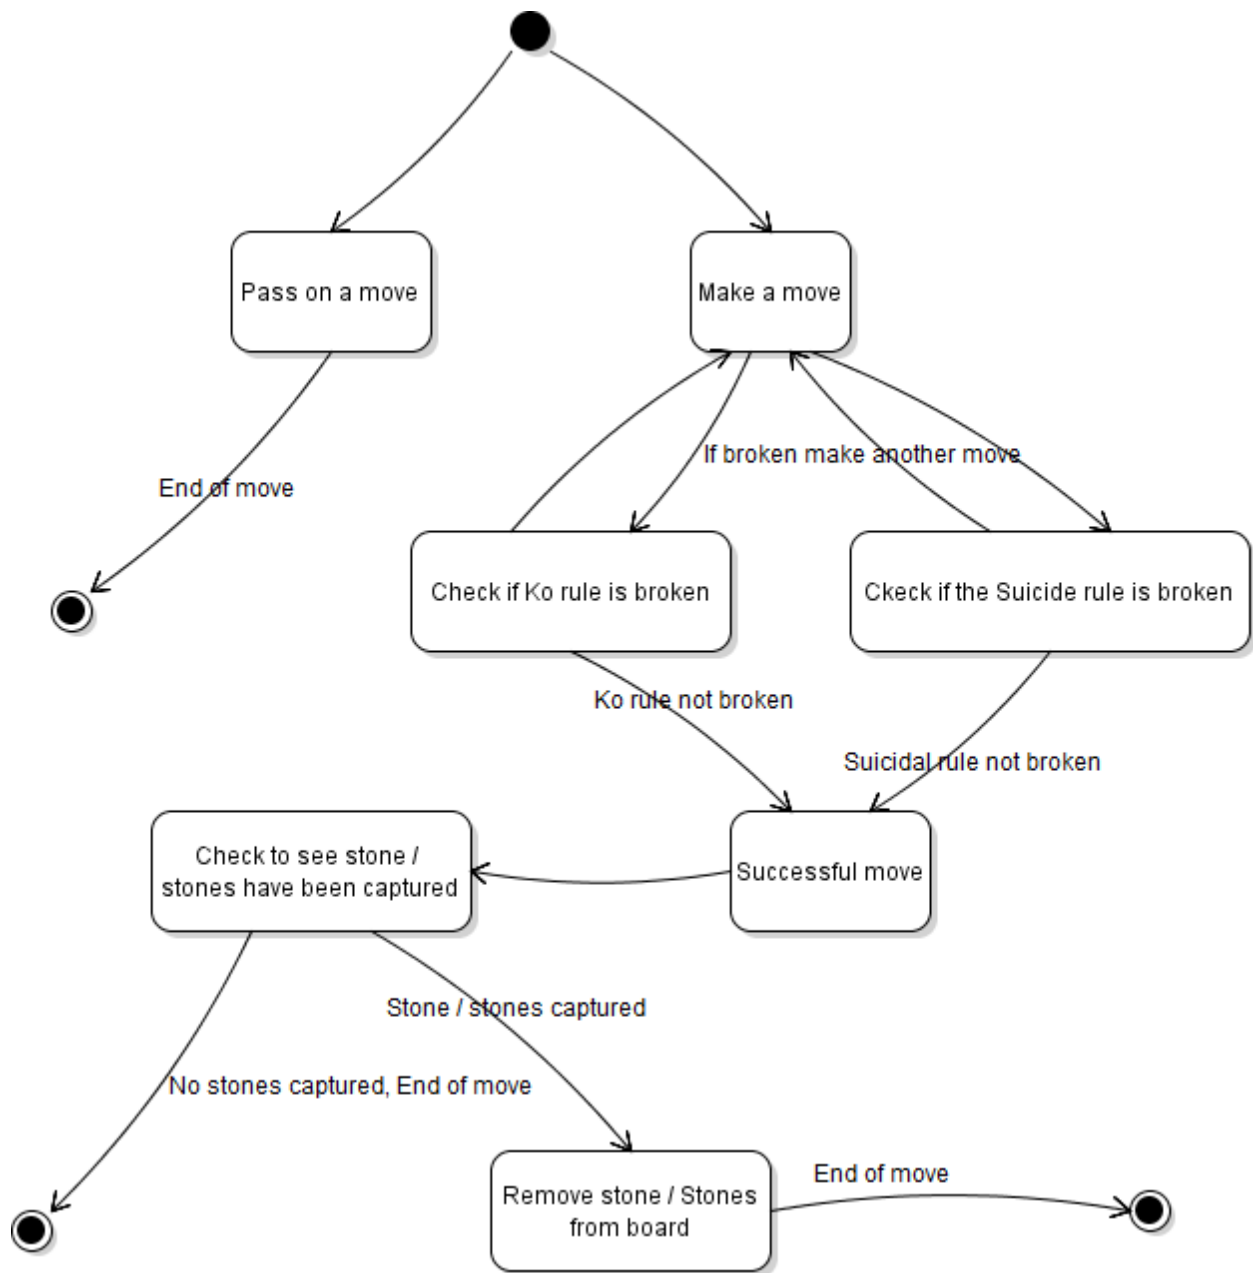 Pass on a move
Make a move
If broken make another move
End of move
Check if Ko rule is broken
Ckeck if the Suicide rule is broken
Ko rule not broken
Suicidal rule not broken
Check to see stone /
stones have been captured
Successful move
Stone / stones captured
No stones captured, End of move
End of move
Remove stone / Stones
from board